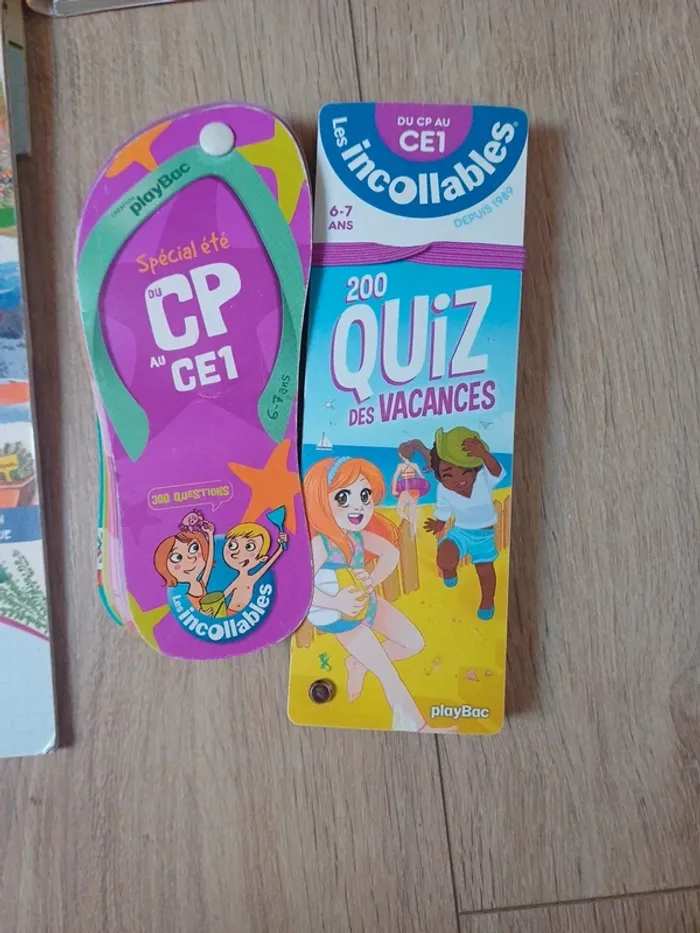 CRÉATION
playBac
Spécial été
DU
CP
AU
CE1
6-7 ans
300 QUESTIONS
Les
incollables
DU CP AU
CE1
Les
incollables®
DEPUIS 1989
6-7
ANS
200
QUiZ
DES VACANCES
playBac